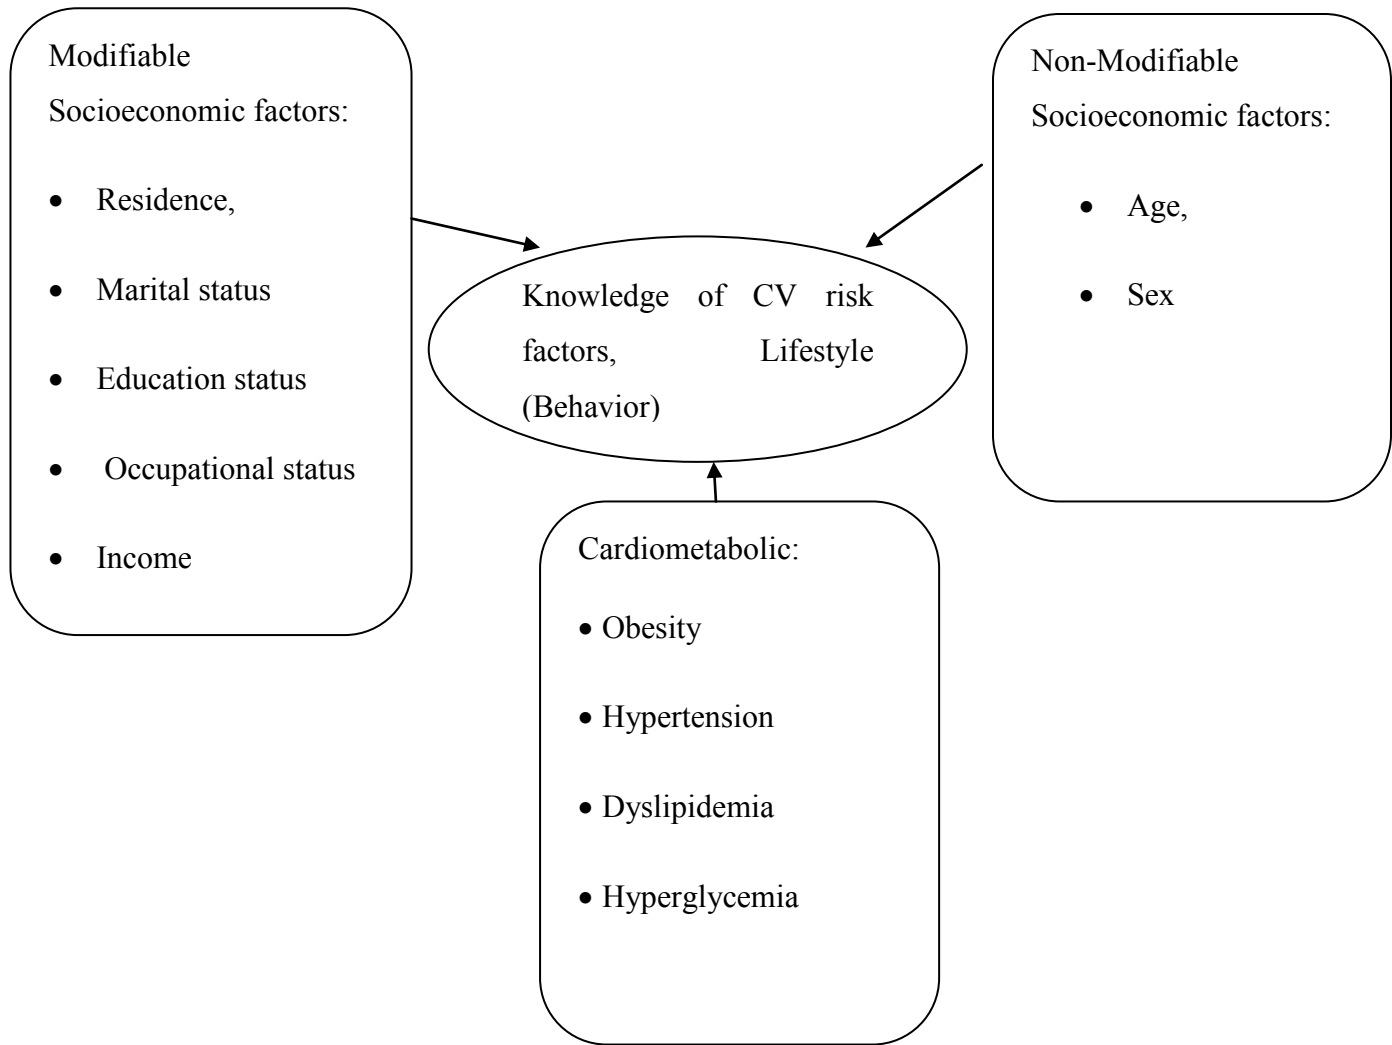 Modifiable
Socioeconomic factors:
• Residence,
• Marital status
• Education status
• Occupational status
• Income
Non-Modifiable
Socioeconomic factors:
• Age,
• Sex
Knowledge of CV risk
factors, Lifestyle
(Behavior)
Cardiometabolic:
• Obesity
• Hypertension
• Dyslipidemia
• Hyperglycemia